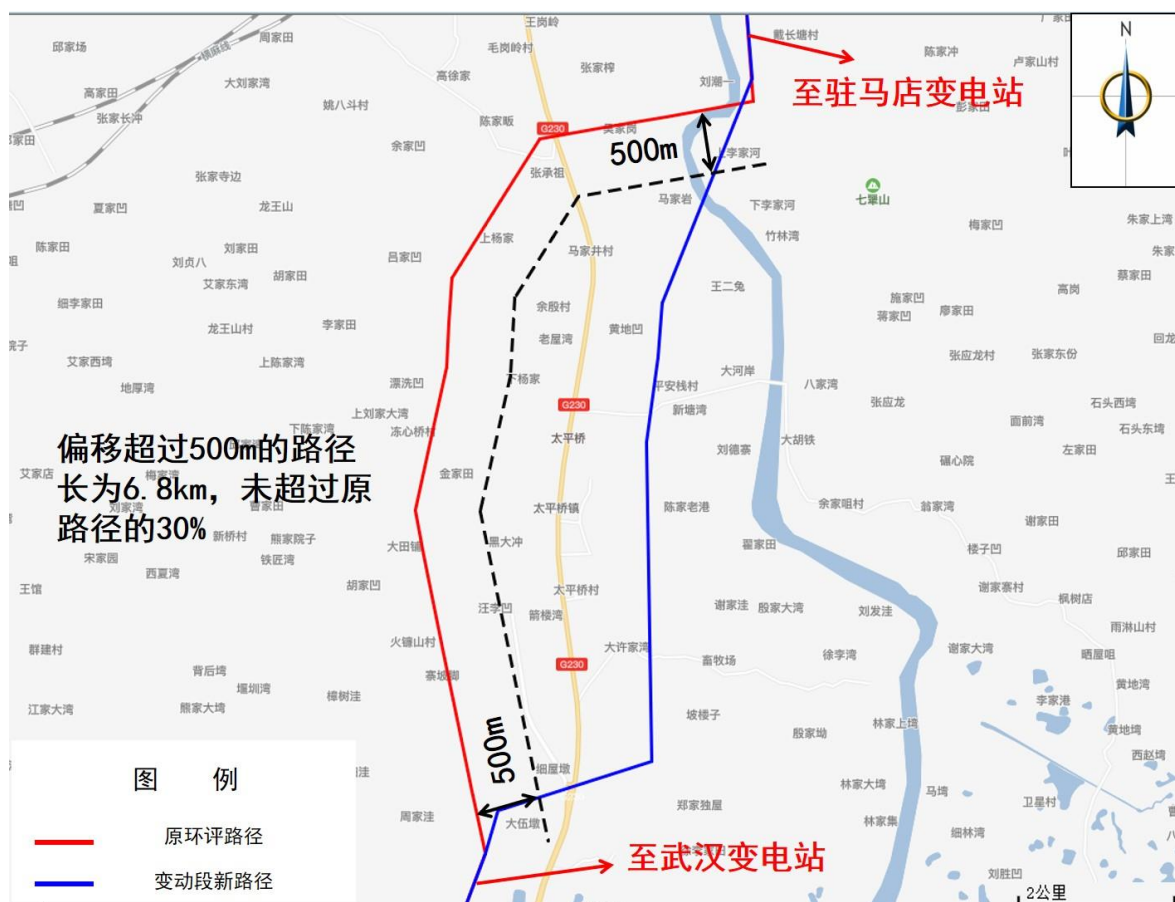 王岗岭
戴长塘村
邱家场
周家田
横麻线
毛岗岭村
陈家冲
N
张家榨
卢家山村
大刘家湾
高徐家
刘湖一
高田家
至驻马店变电站
姚八斗村
彭家田
张家长冲
陈家畈
G230
余家凹
500m
上李家河
张承祖
张家寺边
七里山
夏家凹
龙王山
马家岩
下李家河
朱家上湾
梅家凹
陈家田
刘家田
上杨家
马家井村
竹林湾
吕家凹
刘贞八
胡家田
蔡家田
艾家东湾
王二兔
高岗
细李家田
余殷村
施家凹
廖家田
蒋家凹
龙王山村
李家田
老屋湾
黄地凹
回龙
艾家西塆
上陈家湾
张应龙村
张家东份
大河岸
地厚湾
漂洗凹
下杨家
平安栈村
八家湾
上刘家大湾
G230
新塘湾
张应龙
石头西塆
下陈家湾
冻心桥村
太平桥
大胡铁
面前湾
石头东塆
偏移超过500m的路径
刘德寨
左家田
碾心院
艾家店
梅家湾
金家田
长为6.8km，未超过原
刘家湾
曹家田
太平桥镇
陈家老港
余家咀村
翁家湾
路径的30%
新桥村
熊家院子
谢家田
大田铺
黑大冲
翟家田
楼子凹
宋家园
铁匠湾
邱家田
西夏湾
王馆
胡家凹
太平桥村
谢家寨村
枫树店
汪李凹
箭楼湾
谢家洼
殷家大湾
刘发洼
雨淋山村
火镰山村
群建村
大许家湾
谢家大湾
晒屋咀
徐李湾
背后塆
寨坡脚
G230
畜牧场
堰圳湾
黄地湾
樟树洼
李家港
江家大湾
熊家大塆
坡楼子
林家上塆
黄地塆
殷家坳
500m
西赵塆
图 例
细屋墩
林家大塆
马塆
卫星村
周家洼
大伍墩
郑家独屋
林家集
细林湾
原环评路径
至武汉变电站
刘胜凹
变动段新路径
2公里